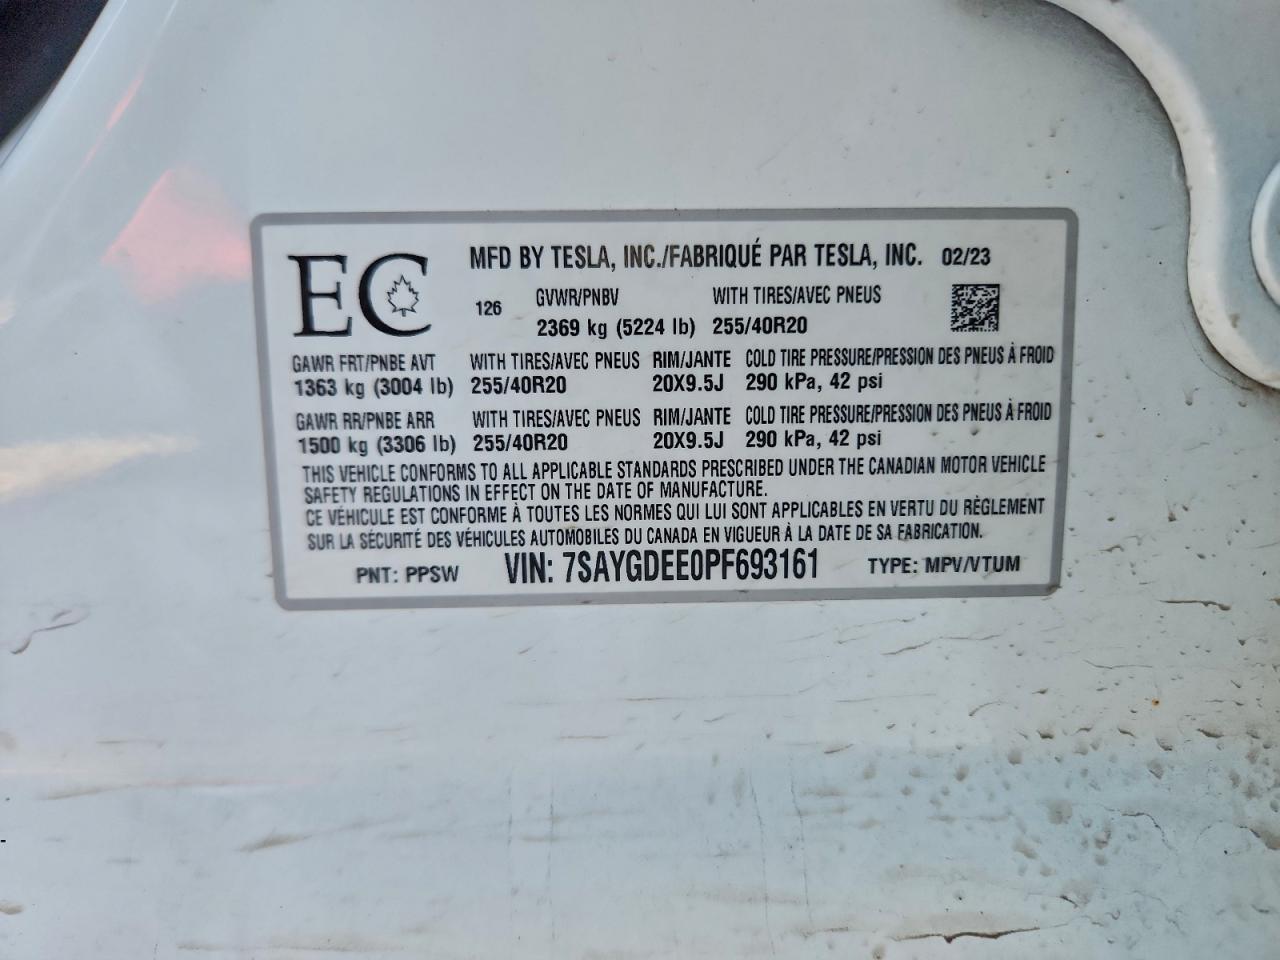 EC MFD BY TESLA, INC./FABRIQUÉ PAR TESLA, INC. 02/23
126 GVWR/PNBV WITH TIRES/AVEC PNEUS
2369 kg (5224 lb) 255/40R20
GAWR FRT/PNBE AVT WITH TIRES/AVEC PNEUS RIM/JANTE COLD TIRE PRESSURE/PRESSION DES PNEUS À FROID
1363 kg (3004 lb) 255/40R20 20X9.5J 290 kPa, 42 psi
GAWR RR/PNBE ARR WITH TIRES/AVEC PNEUS RIM/JANTE COLD TIRE PRESSURE/PRESSION DES PNEUS À FROID
1500 kg (3306 lb) 255/40R20 20X9.5J 290 kPa, 42 psi
THIS VEHICLE CONFORMS TO ALL APPLICABLE STANDARDS PRESCRIBED UNDER THE CANADIAN MOTOR VEHICLE
SAFETY REGULATIONS IN EFFECT ON THE DATE OF MANUFACTURE.
CE VÉHICULE EST CONFORME À TOUTES LES NORMES QUI LUI SONT APPLICABLES EN VERTU DU RÈGLEMENT
SUR LA SÉCURITÉ DES VÉHICULES AUTOMOBILES DU CANADA EN VIGUEUR À LA DATE DE SA FABRICATION.
PNT: PPSW VIN: 7SAYGDEE0PF693161 TYPE: MPV/VTUM